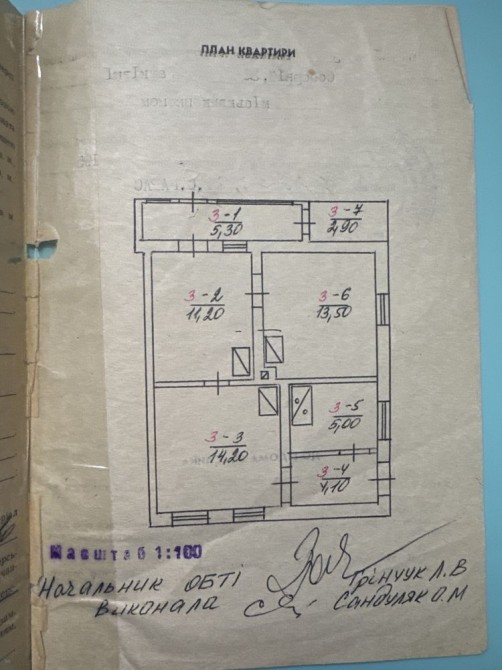 ПЛАН КВАРТИРИ
3-1
5,30
3-7
2,90
3-2
11,20
3-6
13,50
3-5
5,00
3-3
14,20
3-4
4,10
Масштаб 1:100
Начальник ОБТІ
Грінчук Л.В
Виконала
Сандуляк О.М